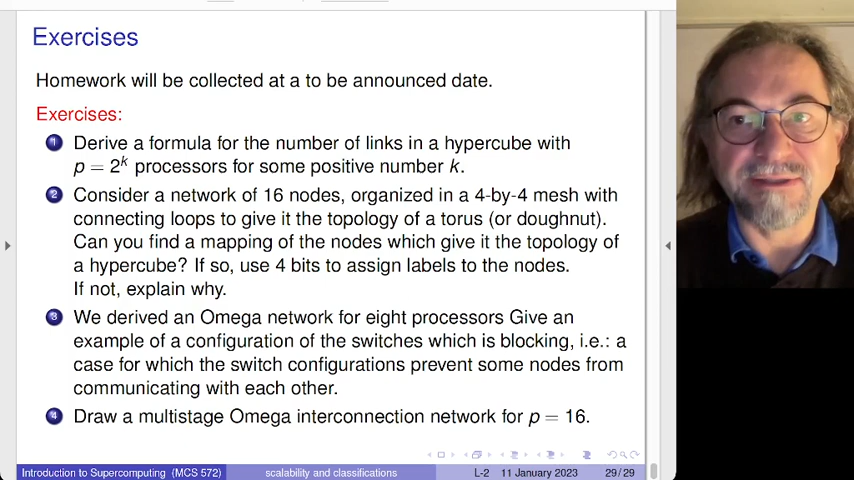 Exercises
Homework will be collected at a to be announced date.
Exercises:
1 Derive a formula for the number of links in a hypercube with
p = 2^k processors for some positive number k.
2 Consider a network of 16 nodes, organized in a 4-by-4 mesh with
connecting loops to give it the topology of a torus (or doughnut).
Can you find a mapping of the nodes which give it the topology of
a hypercube? If so, use 4 bits to assign labels to the nodes.
If not, explain why.
3 We derived an Omega network for eight processors Give an
example of a configuration of the switches which is blocking, i.e.: a
case for which the switch configurations prevent some nodes from
communicating with each other.
4 Draw a multistage Omega interconnection network for p = 16.
Introduction to Supercomputing (MCS 572) scalability and classifications L-2 11 January 2023 29/29